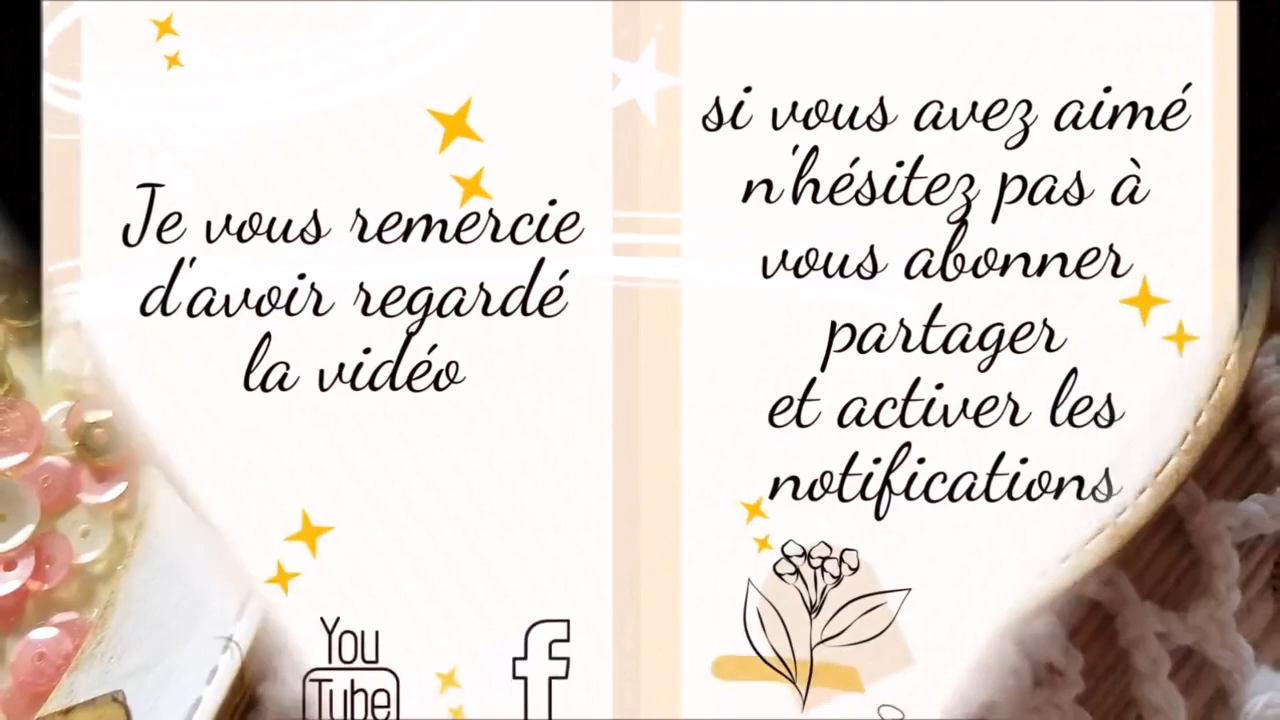 Je vous remercie
d'avoir regardé
la vidéo
si vous avez aimé
n'hésitez pas à
vous abonner
partager
et activer les
notifications
You
Tube
f